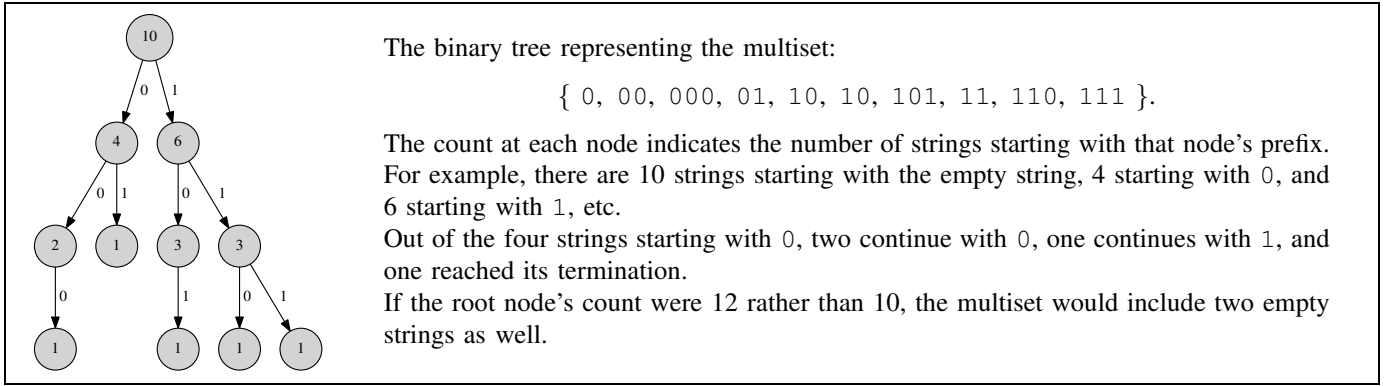 10
0 1
4 6
0 1 0 1
2 1 3 3
0 1 0 1
1 1 1 1
The binary tree representing the multiset:
{ 0, 00, 000, 01, 10, 10, 101, 11, 110, 111 }.
The count at each node indicates the number of strings starting with that node's prefix.
For example, there are 10 strings starting with the empty string, 4 starting with 0, and
6 starting with 1, etc.
Out of the four strings starting with 0, two continue with 0, one continues with 1, and
one reached its termination.
If the root node's count were 12 rather than 10, the multiset would include two empty
strings as well.